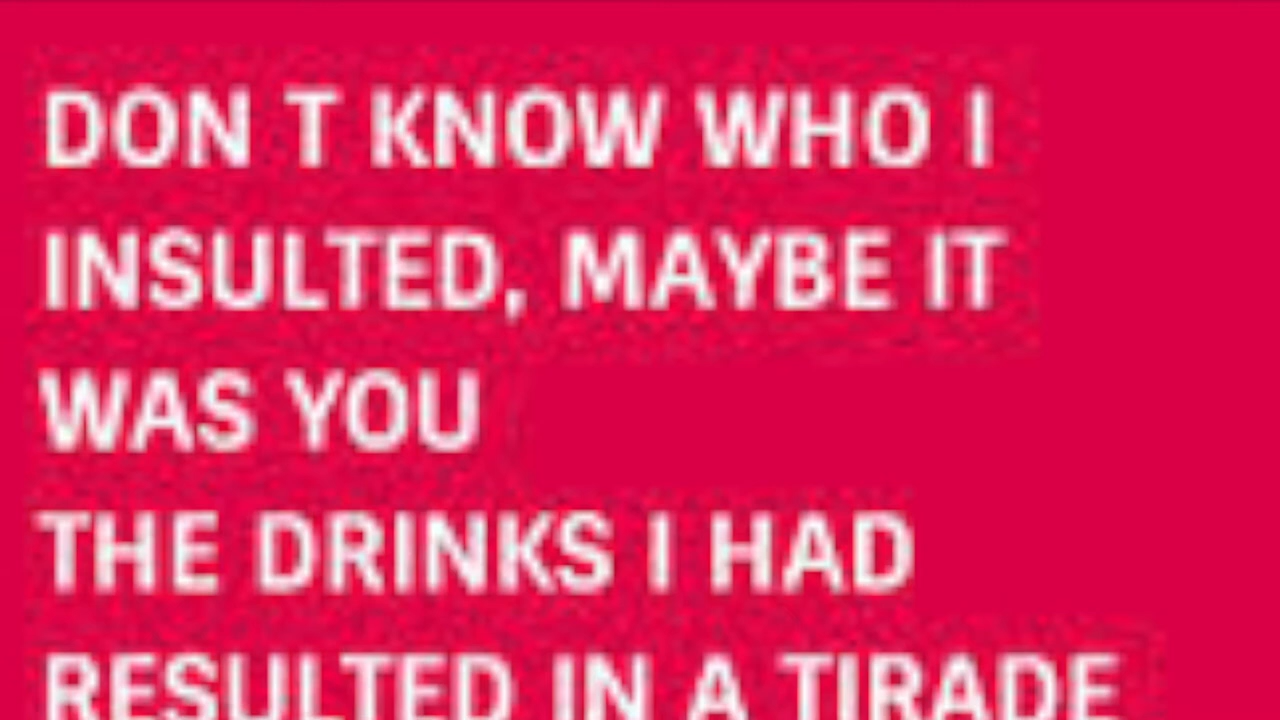 DON T KNOW WHO I
INSULTED, MAYBE IT
WAS YOU
THE DRINKS I HAD
RESULTED IN A TIRADE